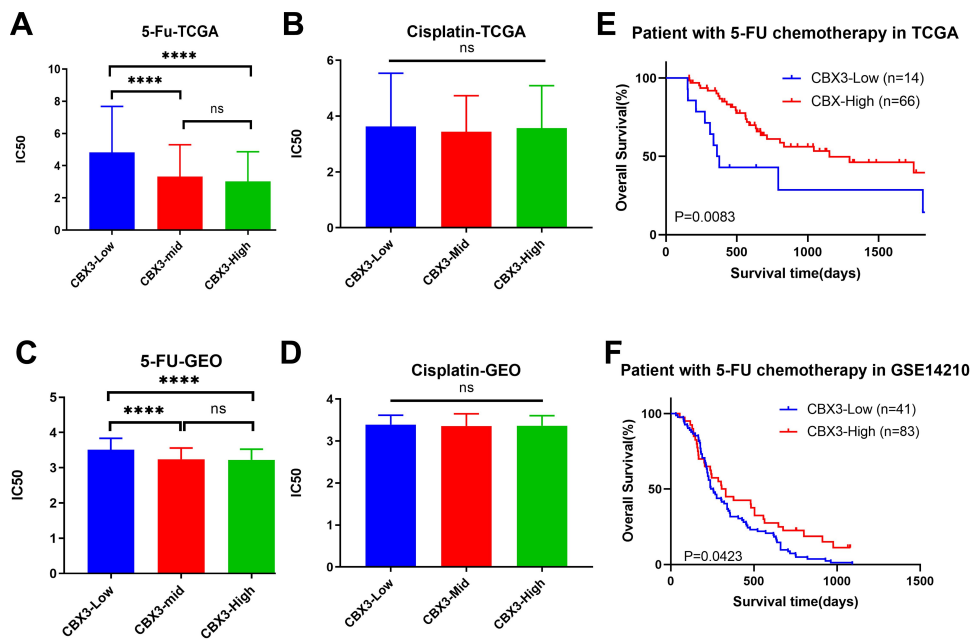 A
5-Fu-TCGA
****
****
ns
IC50
10
8
6
4
2
0
CBX3-Low
CBX3-mid
CBX3-High
B
Cisplatin-TCGA
ns
IC50
6
4
2
0
CBX3-Low
CBX3-Mid
CBX3-High
E
Patient with 5-FU chemotherapy in TCGA
CBX3-Low (n=14)
CBX-High (n=66)
Overall Survival(%)
100
50
0
P=0.0083
0
500
1000
1500
Survival time(days)
C
5-FU-GEO
****
****
ns
IC50
5
4
3
2
1
0
CBX3-Low
CBX3-mid
CBX3-High
D
Cisplatin-GEO
ns
IC50
4
3
2
1
0
CBX3-Low
CBX3-Mid
CBX3-High
F
Patient with 5-FU chemotherapy in GSE14210
CBX3-Low (n=41)
CBX3-High (n=83)
Overall Survival(%)
100
50
0
P=0.0423
0
500
1000
1500
Survival time(days)